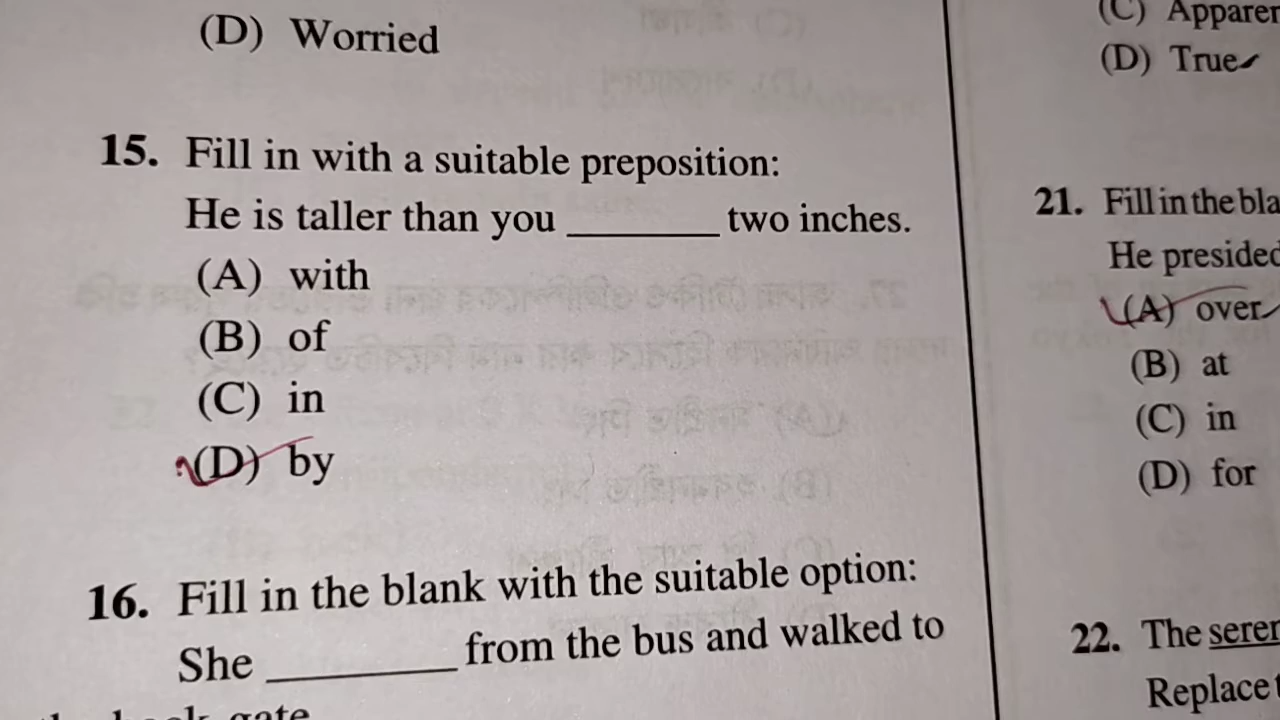 (D) Worried
15. Fill in with a suitable preposition:
He is taller than you ________ two inches.
(A) with
(B) of
(C) in
(D) by
16. Fill in the blank with the suitable option:
She __________ from the bus and walked to
gate
(C) Apparen
(D) True
21. Fill in the bla
He presided
(A) over
(B) at
(C) in
(D) for
22. The seren
Replace